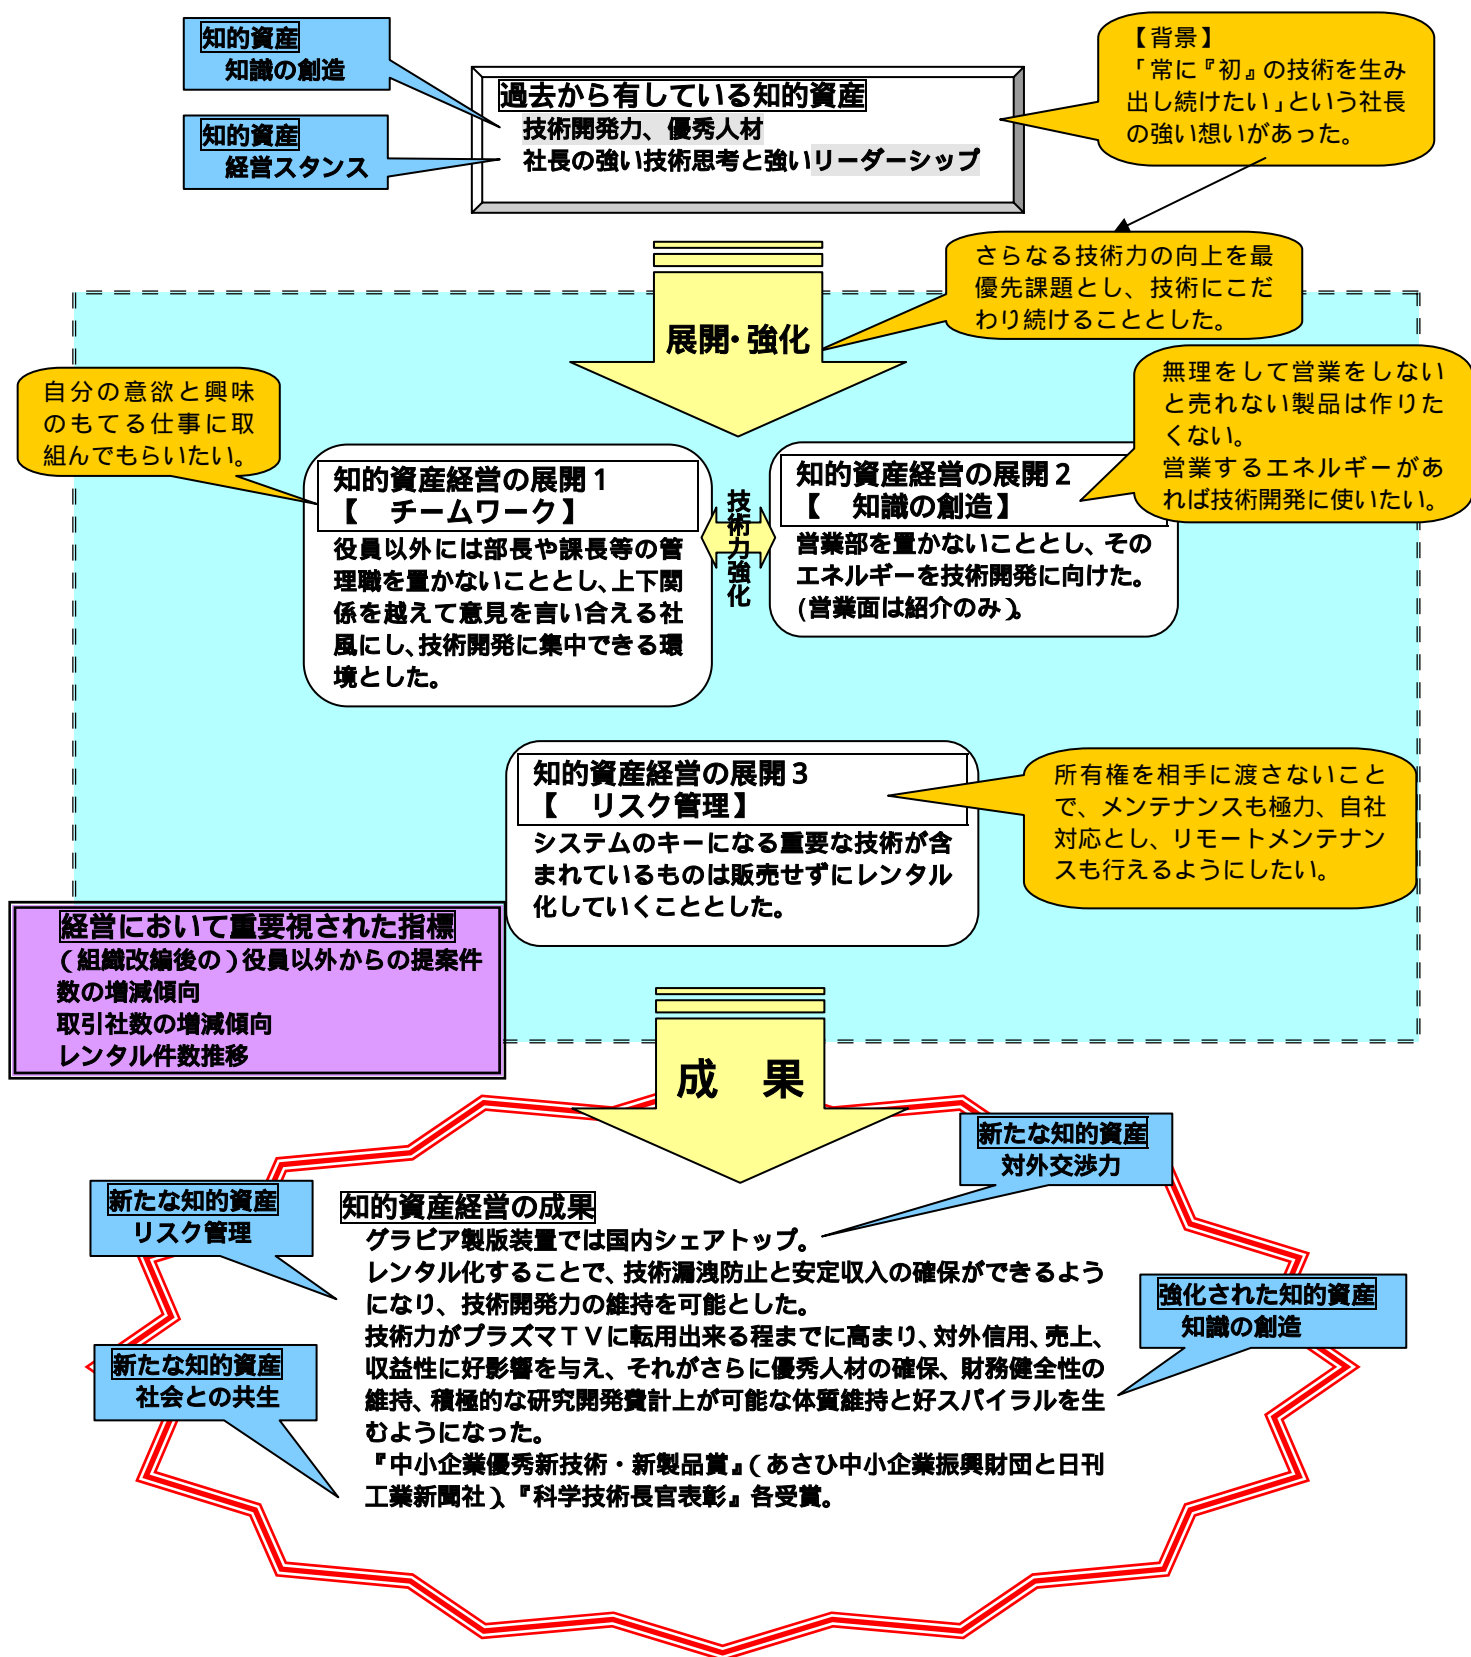 知的資産
知識の創造
知的資産
経営スタンス
過去から有している知的資産
技術開発力、優秀人材
社長の強い技術思考と強いリーダーシップ
【背景】
「常に『初』の技術を生み
出し続けたい」という社長
の強い想いがあった。
さらなる技術力の向上を最
優先課題とし、技術にこだ
わり続けることとした。
展開・強化
自分の意欲と興味
のもてる仕事に取
組んでもらいたい。
無理をして営業をしない
と売れない製品は作りた
くない。
営業するエネルギーがあ
れば技術開発に使いたい。
知的資産経営の展開1
【　チームワーク】
役員以外には部長や課長等の管
理職を置かないこととし、上下関
係を越えて意見を言い合える社
風にし、技術開発に集中できる環
境とした。
技術力強化
知的資産経営の展開2
【　知識の創造】
営業部を置かないこととし、その
エネルギーを技術開発に向けた。
(営業面は紹介のみ)。
知的資産経営の展開3
【　リスク管理】
システムのキーになる重要な技術が含
まれているものは販売せずにレンタル
化していくこととした。
所有権を相手に渡さないこと
で、メンテナンスも極力、自社
対応とし、リモートメンテナン
スも行えるようにしたい。
経営において重要視された指標
(組織改編後の)役員以外からの提案件
数の増減傾向
取引社数の増減傾向
レンタル件数推移
成　果
新たな知的資産
対外交渉力
新たな知的資産
リスク管理
知的資産経営の成果
グラビア製版装置では国内シェアトップ。
レンタル化することで、技術漏洩防止と安定収入の確保ができるよう
になり、技術開発力の維持を可能とした。
技術力がプラズマTVに転用出来る程までに高まり、対外信用、売上、
収益性に好影響を与え、それがさらに優秀人材の確保、財務健全性の
維持、積極的な研究開発費計上が可能な体質維持と好スパイラルを生
むようになった。
『中小企業優秀新技術・新製品賞』(あさひ中小企業振興財団と日刊
工業新聞社)、『科学技術長官表彰』各受賞。
強化された知的資産
知識の創造
新たな知的資産
社会との共生